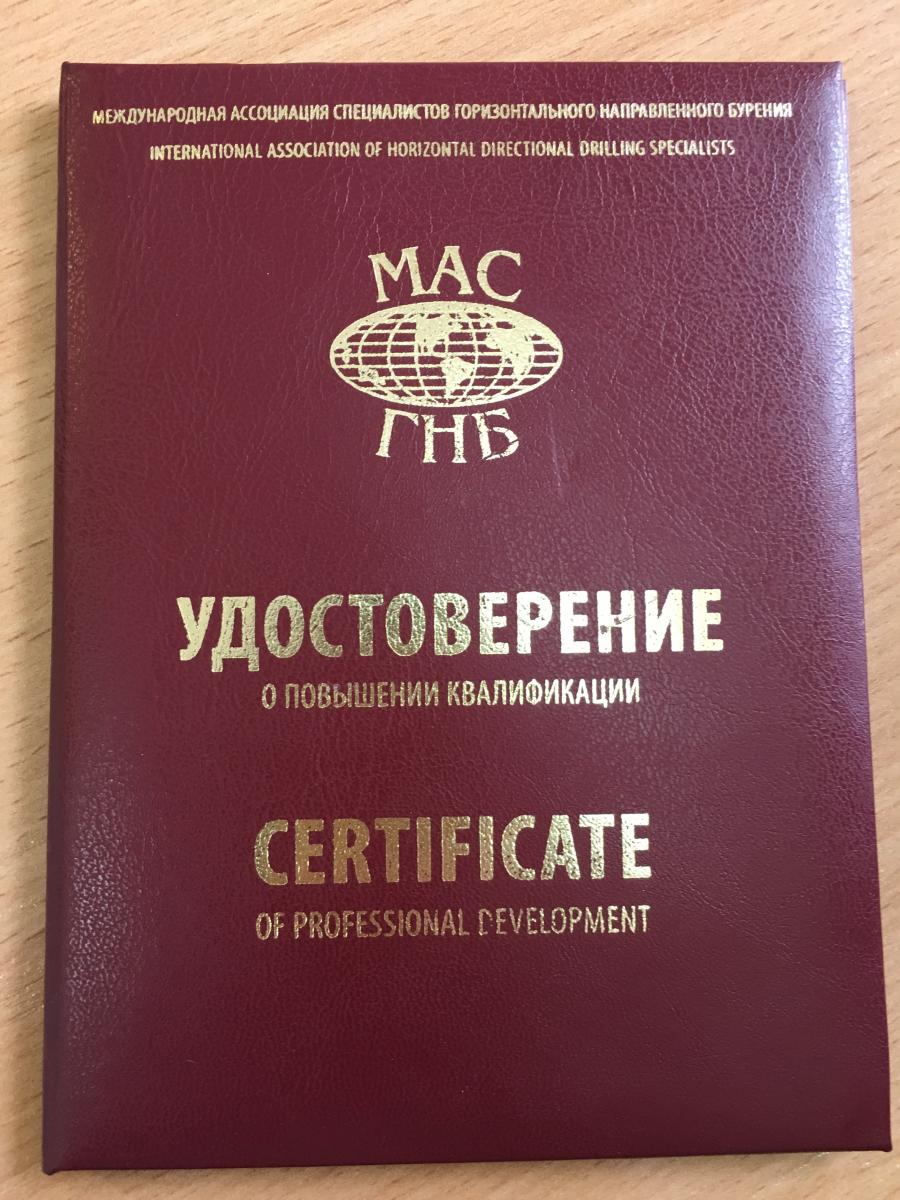 МЕЖДУНАРОДНАЯ АССОЦИАЦИЯ СПЕЦИАЛИСТОВ ГОРИЗОНТАЛЬНОГО НАПРАВЛЕННОГО БУРЕНИЯ
INTERNATIONAL ASSOCIATION OF HORIZONTAL DIRECTIONAL DRILLING SPECIALISTS
МАС
ГНБ
УДОСТОВЕРЕНИЕ
О ПОВЫШЕНИИ КВАЛИФИКАЦИИ
CERTIFICATE
OF PROFESSIONAL DEVELOPMENT